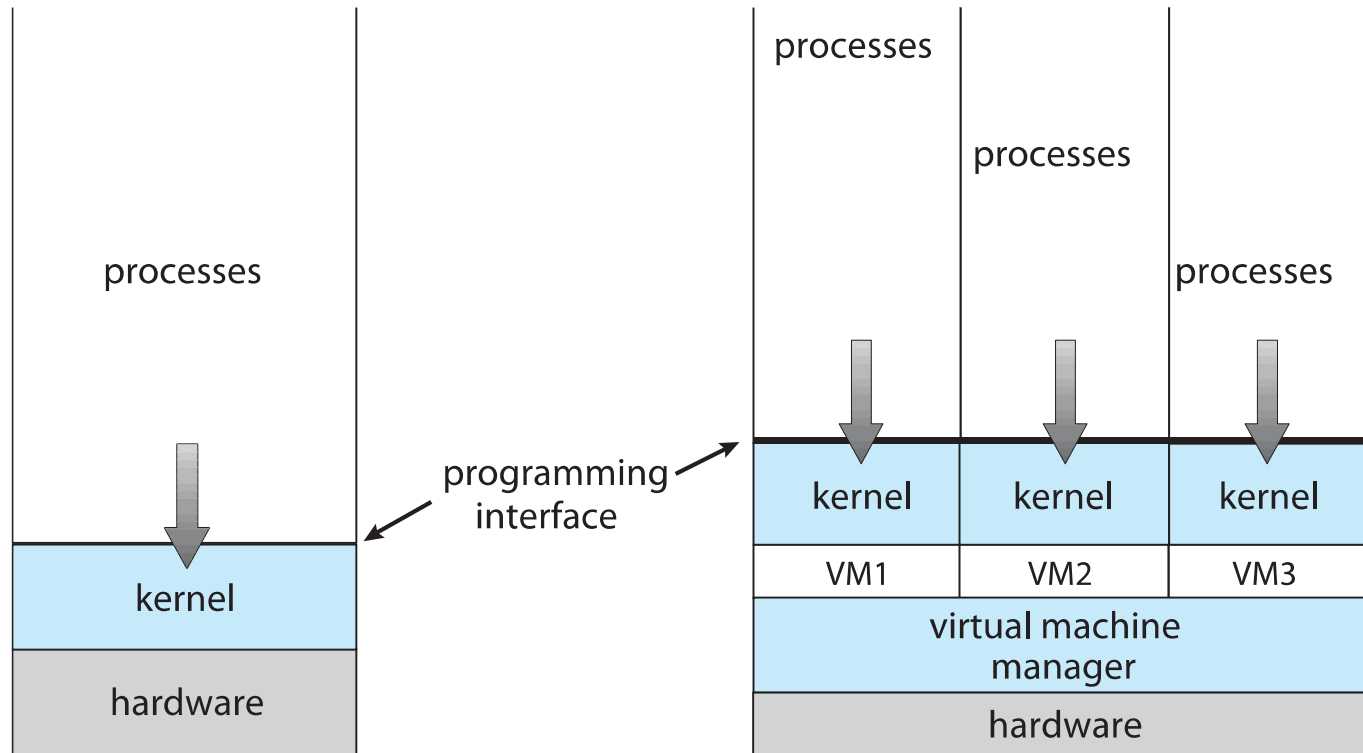 processes
kernel
hardware
programming
interface
processes
processes
processes
kernel
kernel
kernel
VM1
VM2
VM3
virtual machine
manager
hardware